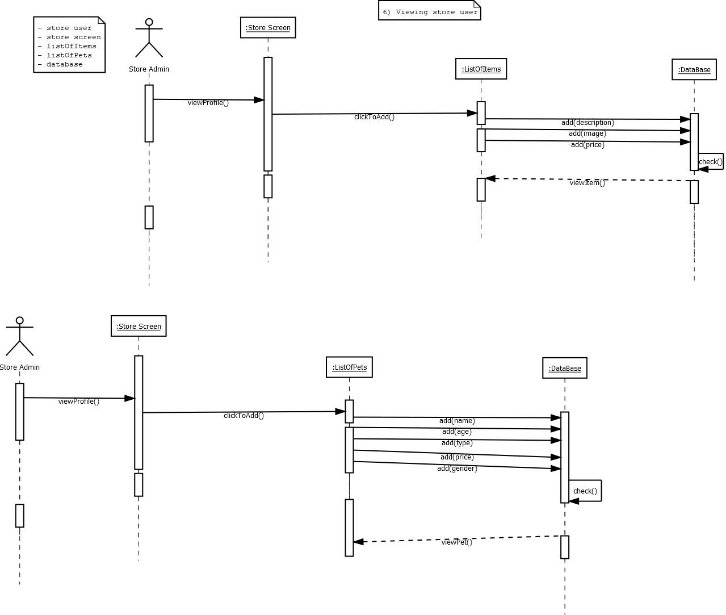 6) Viewing store user
- store user
- store screen
- listOfItems
- listOfPets
- database
Store Admin
:Store Screen
:ListOfItems
:DataBase
viewProfile()
clickToAdd()
add(description)
add(image)
add(price)
check()
viewItem()
Store Admin
:Store Screen
:ListOfPets
:DataBase
viewProfile()
clickToAdd()
add(name)
add(age)
add(type)
add(price)
add(gender)
check()
viewPet()